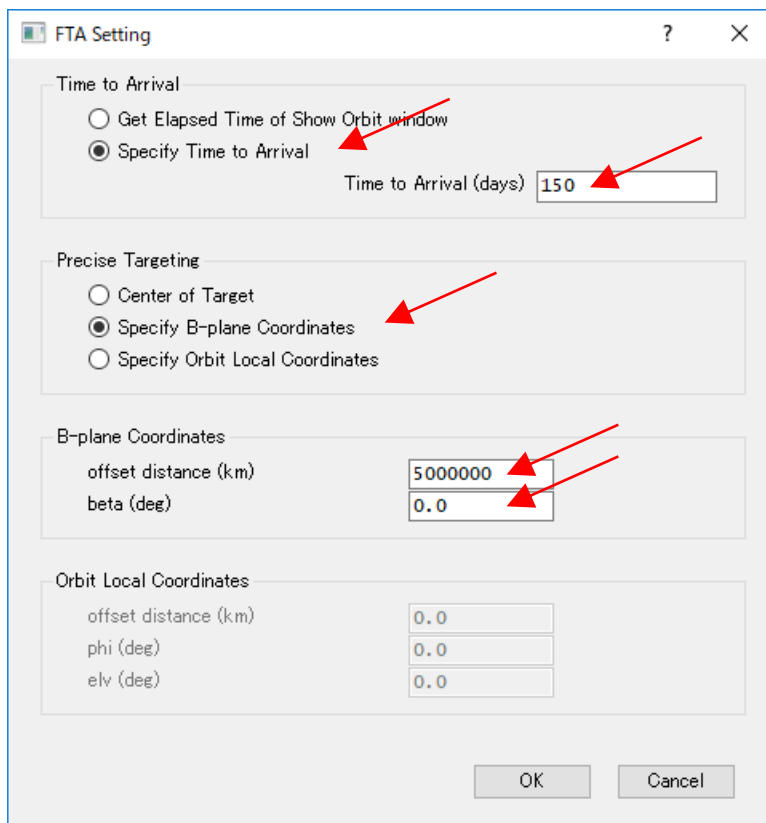 FTA Setting
Time to Arrival
Get Elapsed Time of Show Orbit window
Specify Time to Arrival
Time to Arrival (days) 150
Precise Targeting
Center of Target
Specify B-plane Coordinates
Specify Orbit Local Coordinates
B-plane Coordinates
offset distance (km) 5000000
beta (deg) 0.0
Orbit Local Coordinates
offset distance (km) 0.0
phi (deg) 0.0
elv (deg) 0.0
OK Cancel